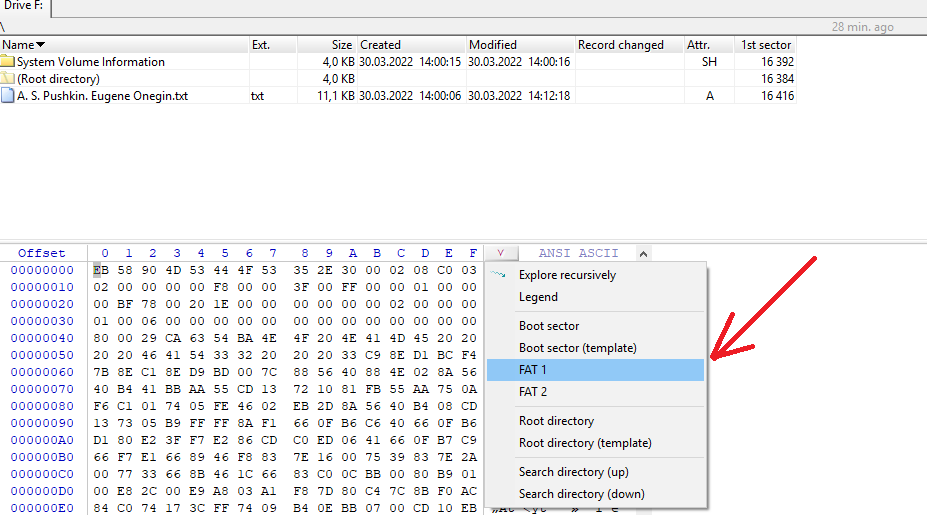 Drive F:
\ 28 min. ago
Name Ext. Size Created Modified Record changed Attr. 1st sector
System Volume Information 4,0 KB 30.03.2022 14:00:15 30.03.2022 14:00:16 SH 16 392
(Root directory) 4,0 KB 16 384
A. S. Pushkin. Eugene Onegin.txt txt 11,1 KB 30.03.2022 14:00:06 30.03.2022 14:12:18 A 16 416
Offset 0 1 2 3 4 5 6 7 8 9 A B C D E F ANSI ASCII
00000000 EB 58 90 4D 53 44 4F 53 35 2E 30 00 02 08 C0 03
00000010 02 00 00 00 00 F8 00 00 3F 00 FF 00 00 01 00 00
00000020 00 BF 78 00 20 1E 00 00 00 00 00 00 02 00 00 00
00000030 01 00 06 00 00 00 00 00 00 00 00 00 00 00 00 00
00000040 80 00 29 CA 63 54 BA 4E 4F 20 4E 41 4D 45 20 20
00000050 20 20 46 41 54 33 32 20 20 20 33 C9 8E D1 BC F4
00000060 7B 8E C1 8E D9 BD 00 7C 88 56 40 88 4E 02 8A 56
00000070 40 B4 41 BB AA 55 CD 13 72 10 81 FB 55 AA 75 0A
00000080 F6 C1 01 74 05 FE 46 02 EB 2D 8A 56 40 B4 08 CD
00000090 13 73 05 B9 FF FF 8A F1 66 0F B6 C6 40 66 0F B6
000000A0 D1 80 E2 3F F7 E2 86 CD C0 ED 06 41 66 0F B7 C9
000000B0 66 F7 E1 66 89 46 F8 83 7E 16 00 75 39 83 7E 2A
000000C0 00 77 33 66 8B 46 1C 66 83 C0 0C BB 00 80 B9 01
000000D0 00 E8 2C 00 E9 A8 03 A1 F8 7D 80 C4 7C 8B F0 AC
000000E0 84 C0 74 17 3C FF 74 09 B4 0E BB 07 00 CD 10 EB
Explore recursively
Legend
Boot sector
Boot sector (template)
FAT 1
FAT 2
Root directory
Root directory (template)
Search directory (up)
Search directory (down)